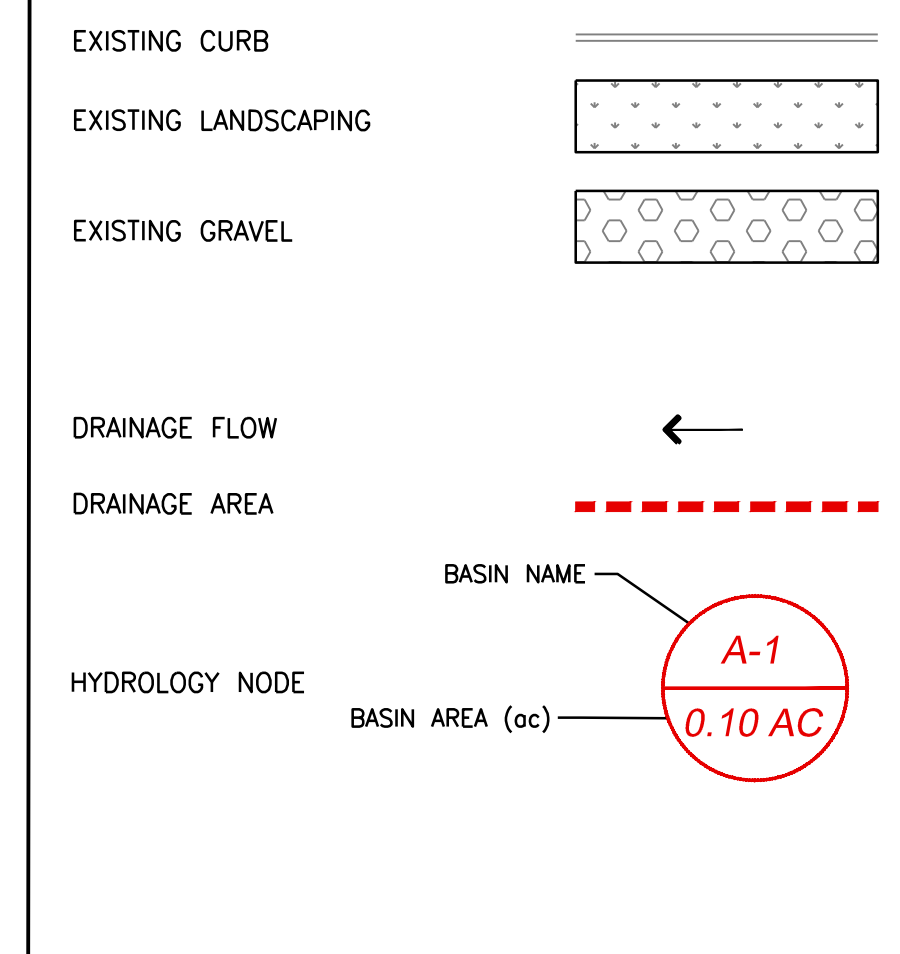 EXISTING CURB
EXISTING LANDSCAPING
EXISTING GRAVEL
DRAINAGE FLOW
DRAINAGE AREA
BASIN NAME
A-1
HYDROLOGY NODE
BASIN AREA (ac)
0.10 AC